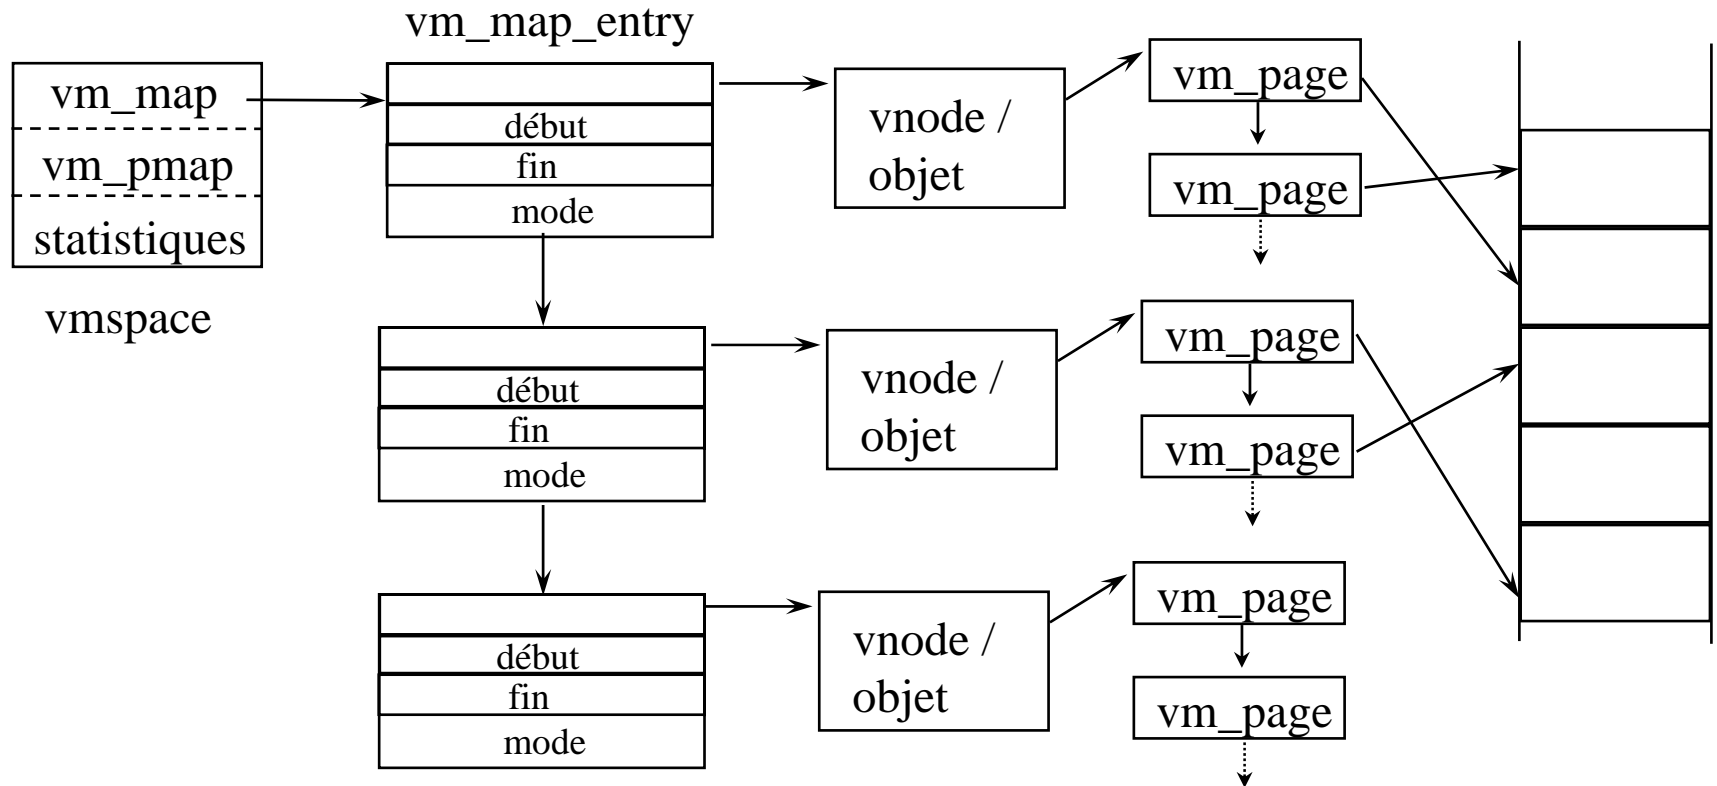 vm_map_entry
vm_map
vm_pmap
statistiques
vmspace
début
fin
mode
vnode /
objet
vm_page
vm_page
début
fin
mode
vnode /
objet
vm_page
vm_page
début
fin
mode
vnode /
objet
vm_page
vm_page